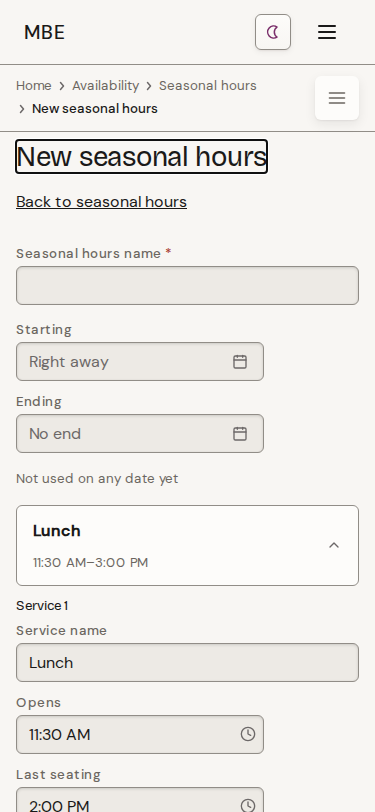 MBE
Home > Availability > Seasonal hours
> New seasonal hours
New seasonal hours
Back to seasonal hours
Seasonal hours name *
Starting
Right away
Ending
No end
Not used on any date yet
Lunch
11:30 AM–3:00 PM
Service 1
Service name
Lunch
Opens
11:30 AM
Last seating
2:00 PM